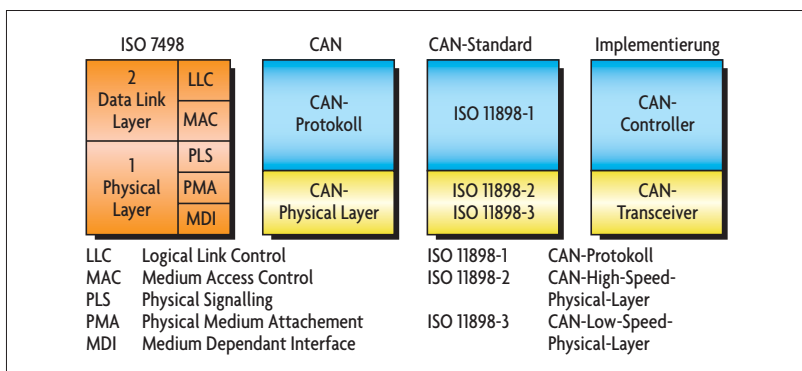 ISO 7498
CAN
CAN-Standard
Implementierung
2
Data Link
Layer
LLC
MAC
1
Physical
Layer
PLS
PMA
MDI
CAN-
Protokoll
CAN-
Physical Layer
ISO 11898-1
ISO 11898-2
ISO 11898-3
CAN-
Controller
CAN-
Transceiver
LLC Logical Link Control
MAC Medium Access Control
PLS Physical Signalling
PMA Physical Medium Attachement
MDI Medium Dependant Interface
ISO 11898-1 CAN-Protokoll
ISO 11898-2 CAN-High-Speed-
Physical-Layer
ISO 11898-3 CAN-Low-Speed-
Physical-Layer